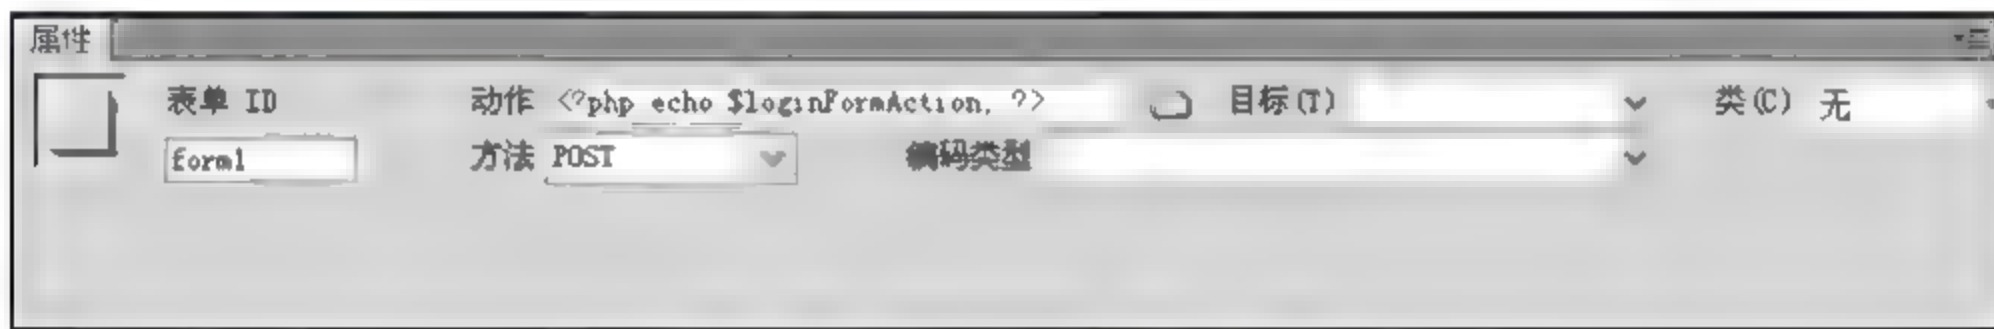 属性
表单 ID 动作 <?php echo $loginFormAction, ?> 目标(T) 类(C) 无
form1 方法 POST 编码类型